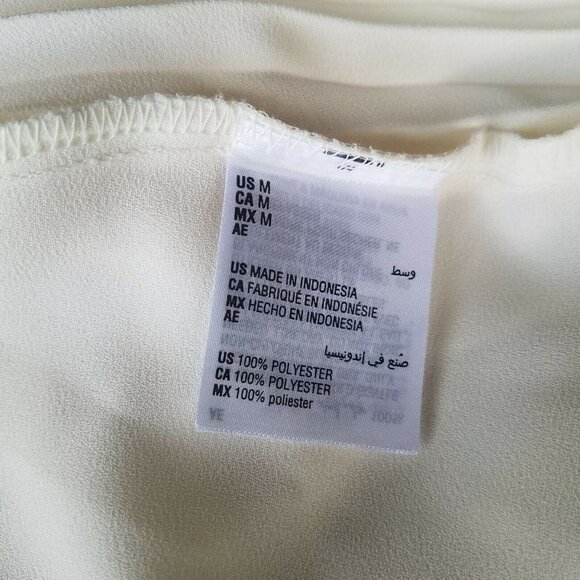 US M
CA M
MX M
AE
وسط
US MADE IN INDONESIA
CA FABRIQUÉ EN INDONÉSIE
MX HECHO EN INDONESIA
AE
صُنع في إندونيسيا
US 100% POLYESTER
CA 100% POLYESTER
MX 100% poliester